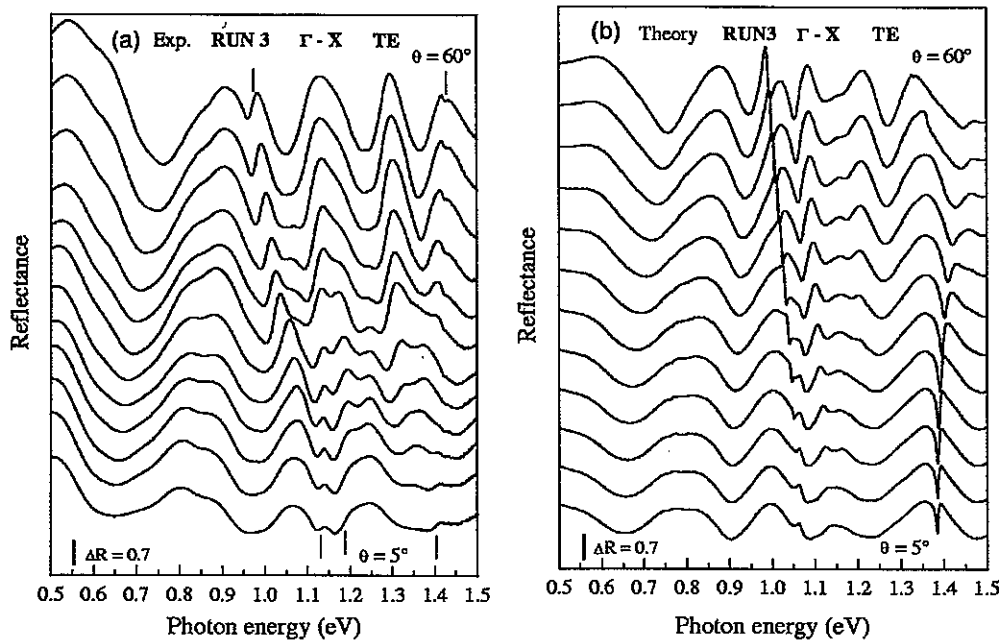 (a) Exp. RUN 3 Γ - X TE
θ = 60°
Reflectance
ΔR = 0.7
θ = 5°
0.5 0.6 0.7 0.8 0.9 1.0 1.1 1.2 1.3 1.4 1.5
Photon energy (eV)
(b) Theory RUN3 Γ - X TE
θ = 60°
Reflectance
ΔR = 0.7
θ = 5°
0.5 0.6 0.7 0.8 0.9 1.0 1.1 1.2 1.3 1.4 1.5
Photon energy (eV)